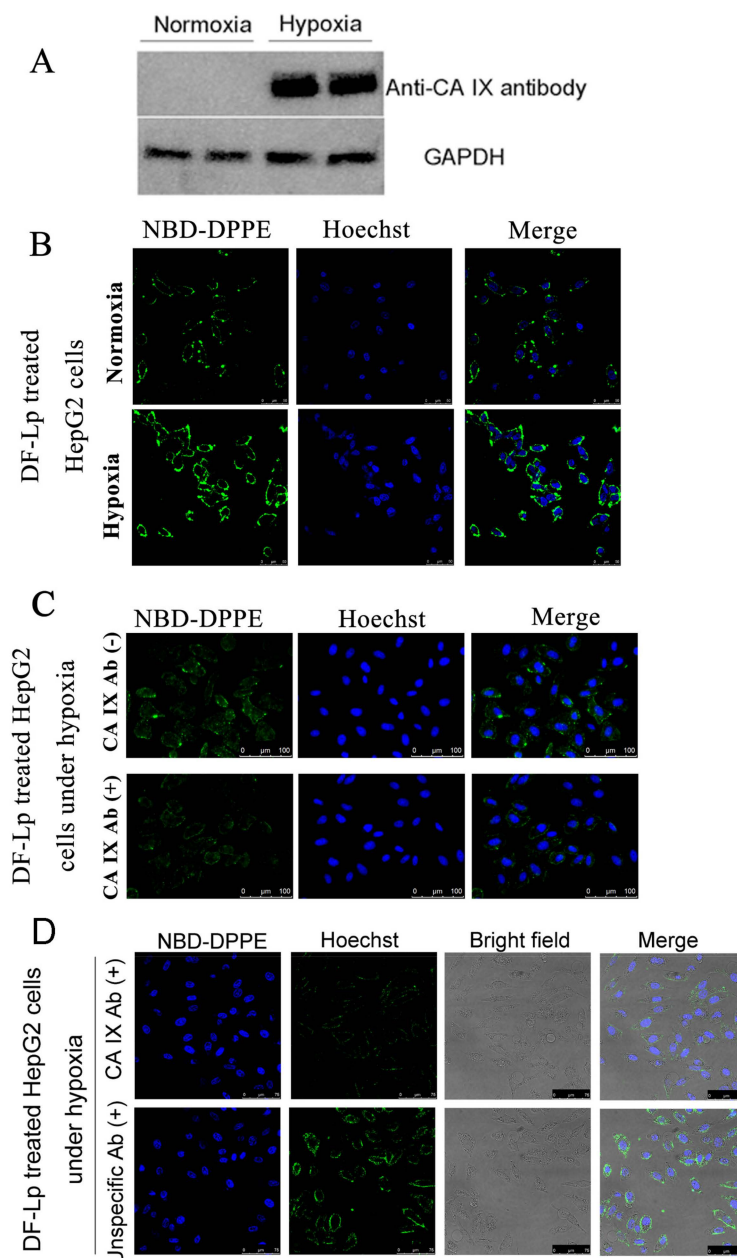 Normoxia Hypoxia
A
Anti-CA IX antibody
GAPDH
B
NBD-DPPE Hoechst Merge
DF-Lp treated
HepG2 cells
Normoxia
Hypoxia
C
NBD-DPPE Hoechst Merge
DF-Lp treated HepG2
cells under hypoxia
CA IX Ab (-)
0 µm 100 0 µm 100 0 µm 100
CA IX Ab (+)
0 µm 100 0 µm 100 0 µm 100
D
NBD-DPPE Hoechst Bright field Merge
DF-Lp treated HepG2 cells
under hypoxia
CA IX Ab (+)
Unspecific Ab (+)